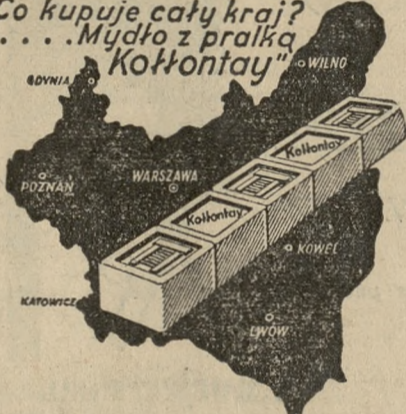 Co kupuje cały kraj?
....Mydło z pralką
Kołłontay"
WILNO
GDYNIA
POZNAŃ
WARSZAWA
Kołłontay
Kołłontay
KOWEL
KATOWICE
LWÓW